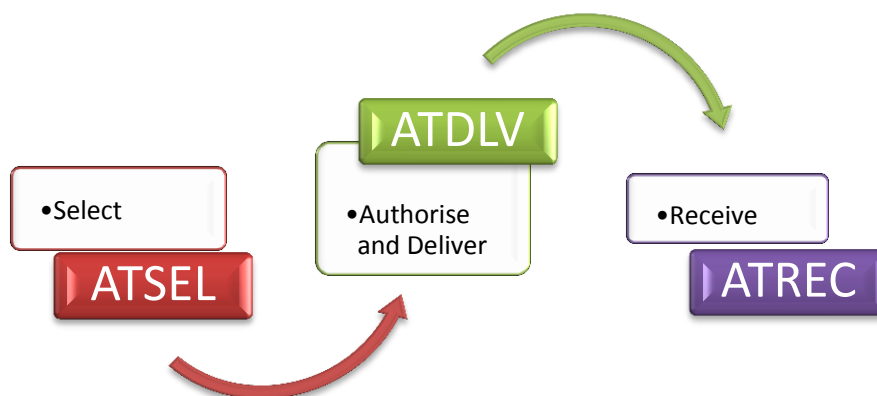 •Select
ATSEL
ATDLV
•Authorise
and Deliver
•Receive
ATREC